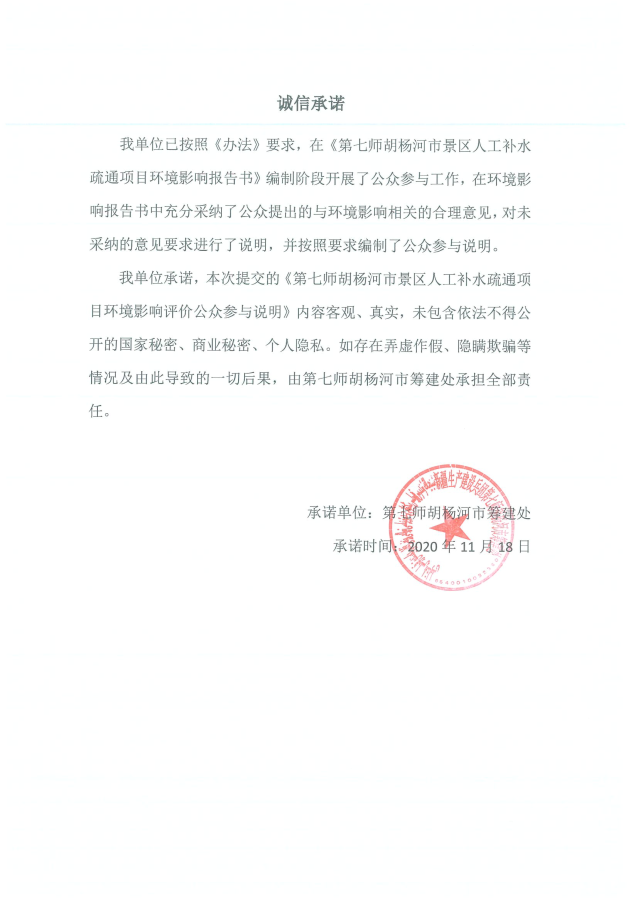 诚信承诺
我单位已按照《办法》要求，在《第七师胡杨河市景区人工补水
疏通项目环境影响报告书》编制阶段开展了公众参与工作，在环境影
响报告书中充分采纳了公众提出的与环境影响相关的合理意见，对未
采纳的意见要求进行了说明，并按照要求编制了公众参与说明。
我单位承诺，本次提交的《第七师胡杨河市景区人工补水疏通项
目环境影响评价公众参与说明》内容客观、真实，未包含依法不得公
开的国家秘密、商业秘密、个人隐私。如存在弄虚作假、隐瞒欺骗等
情况及由此导致的一切后果，由第七师胡杨河市筹建处承担全部责
任。
新疆生产建设兵团第七师
承诺单位：第七师胡杨河市筹建处
承诺时间：2020 年 11 月 18 日